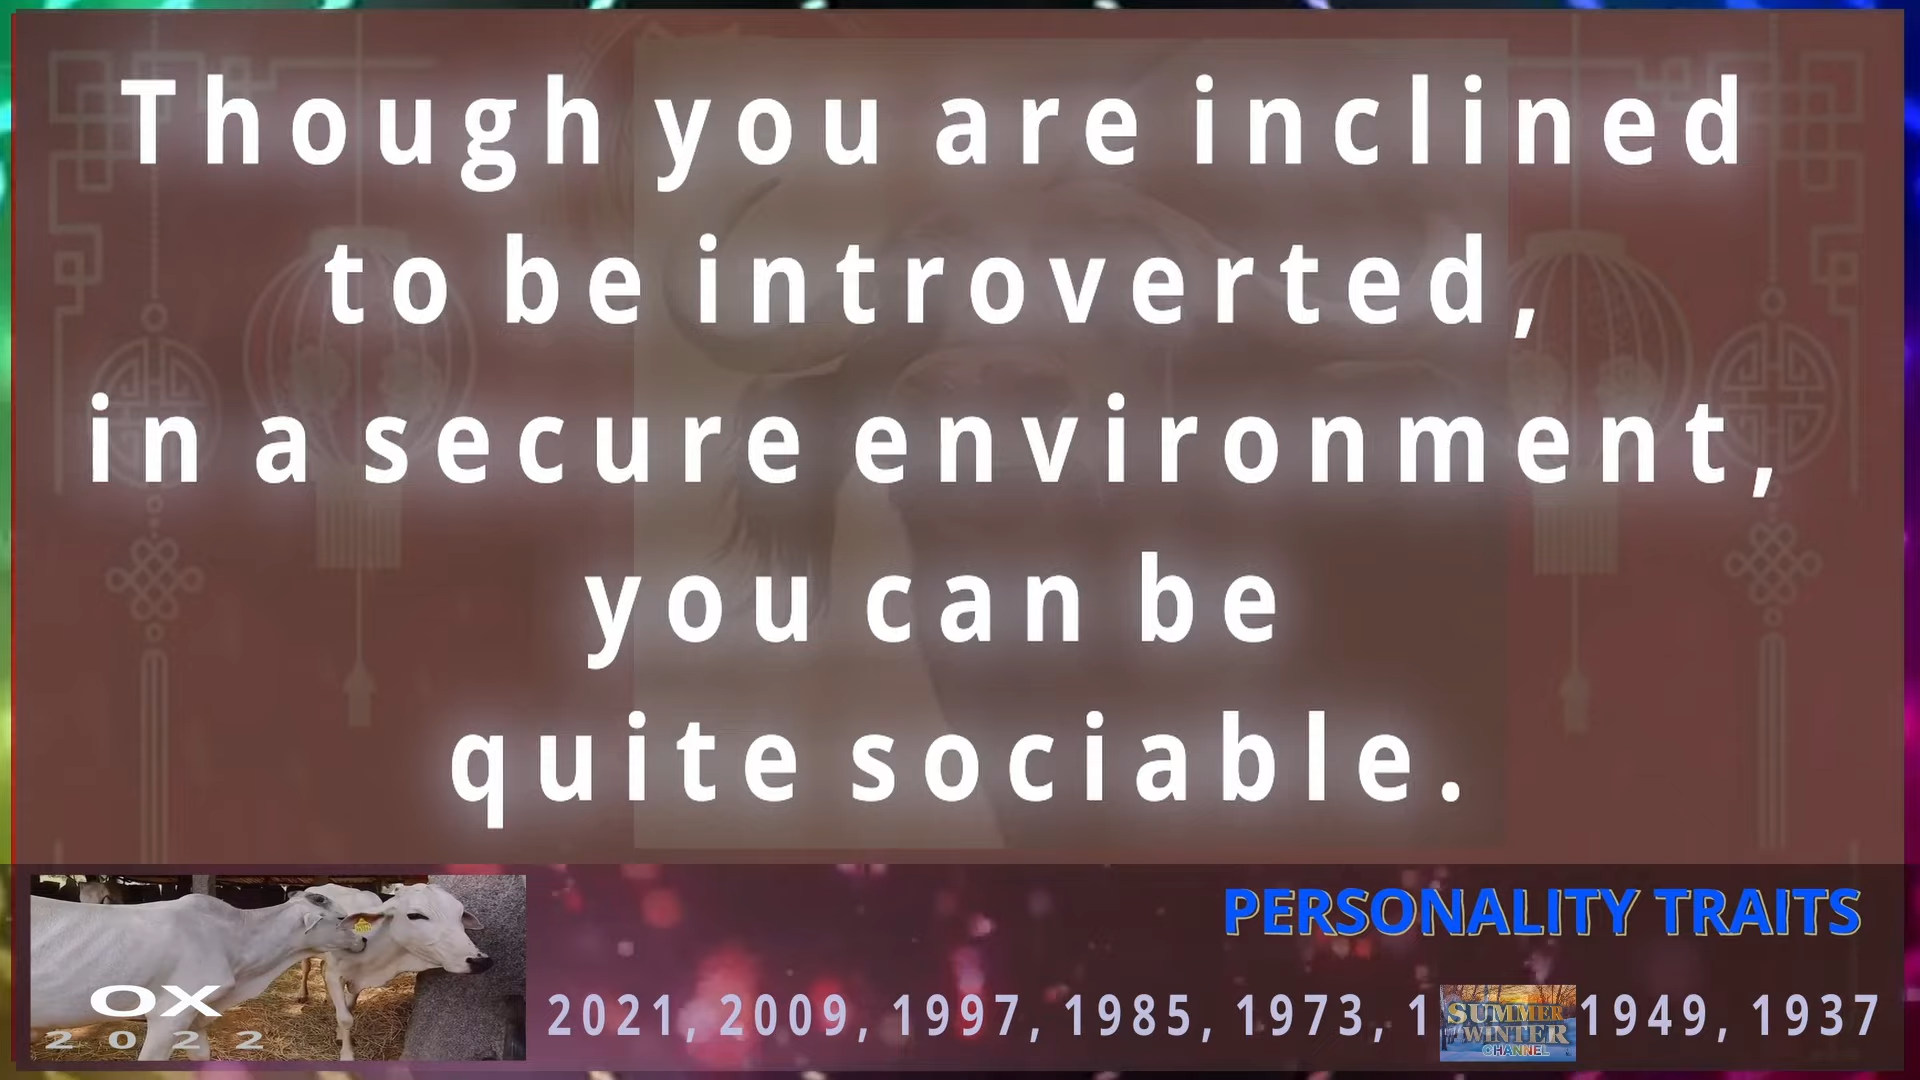 Though you are inclined
to be introverted,
in a secure environment,
you can be
quite sociable.
PERSONALITY TRAITS
OX
2022
2021, 2009, 1997, 1985, 1973, 1
1949, 1937
SUMMER
WINTER
CHANNEL